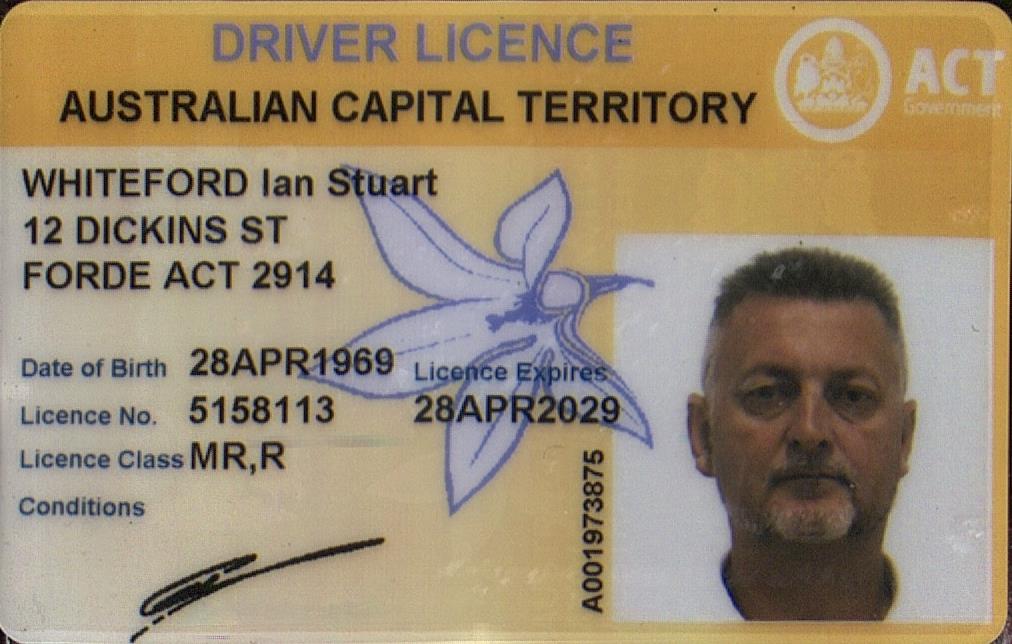 DRIVER LICENCE
AUSTRALIAN CAPITAL TERRITORY
ACT
Government
WHITEFORD Ian Stuart
12 DICKINS ST
FORDE ACT 2914
Date of Birth 28APR1969 Licence Expires
Licence No. 5158113 28APR2029
Licence Class MR,R
Conditions
A001973875